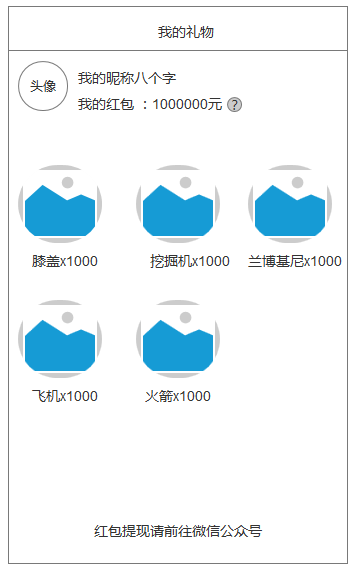 我的礼物
头像
我的昵称八个字
我的红包 ：1000000元 ?
膝盖x1000 挖掘机x1000 兰博基尼x1000
飞机x1000 火箭x1000
红包提现请前往微信公众号